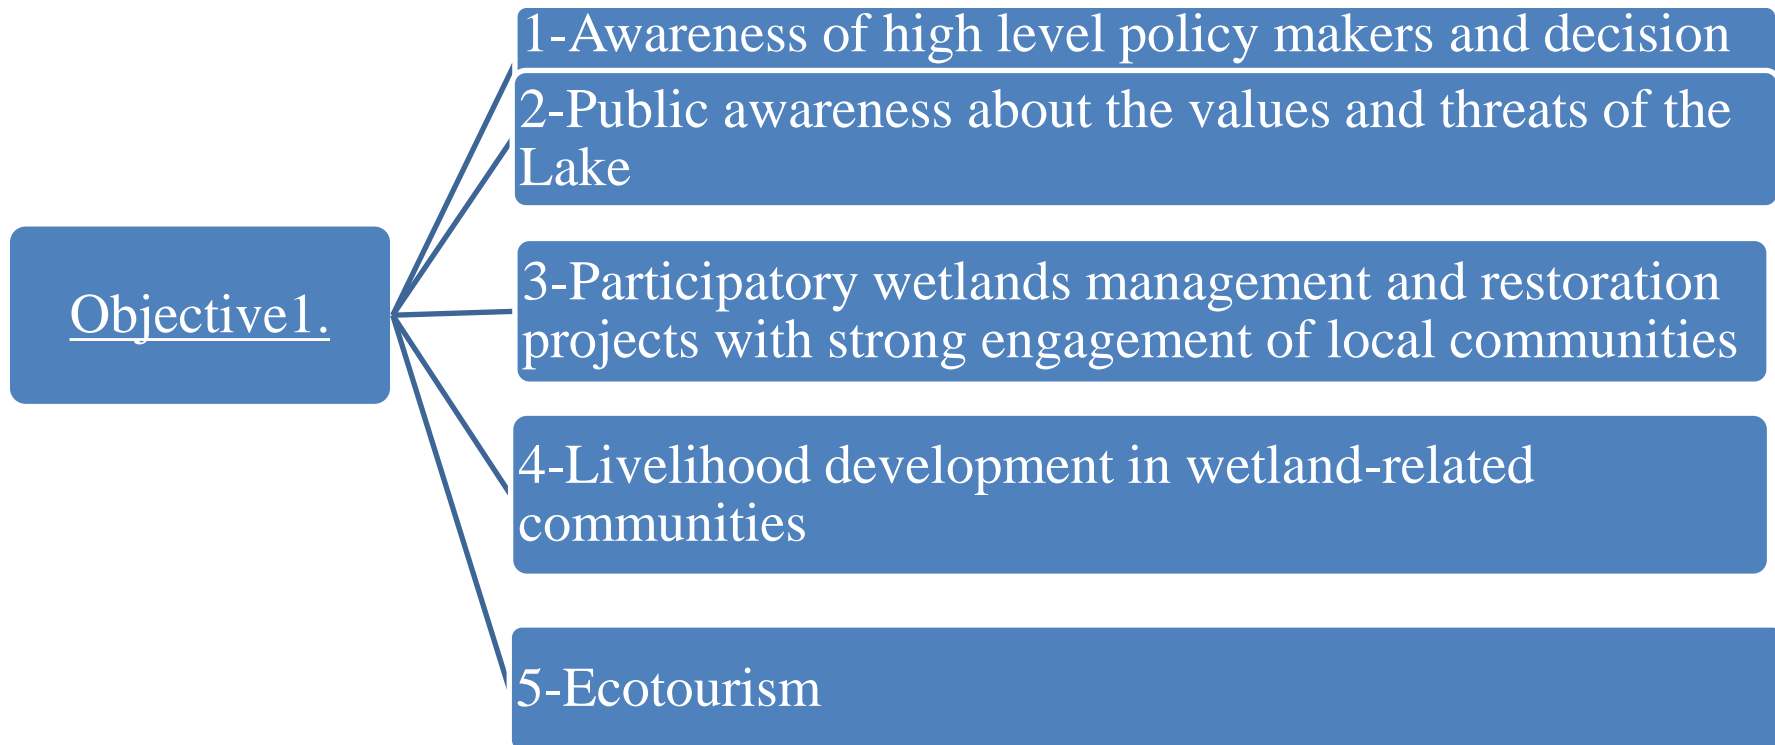 Objective1.
1-Awareness of high level policy makers and decision
2-Public awareness about the values and threats of the
Lake
3-Participatory wetlands management and restoration
projects with strong engagement of local communities
4-Livelihood development in wetland-related
communities
5-Ecotourism